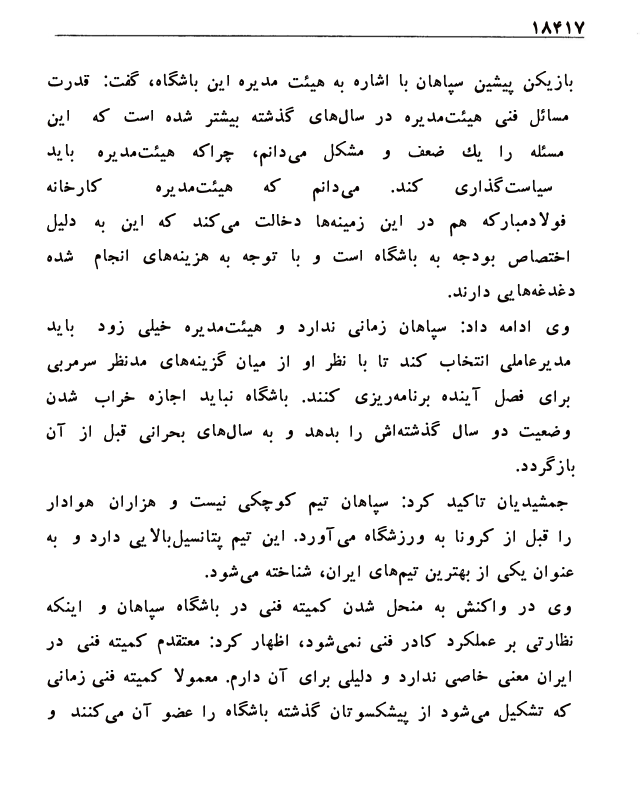 ۱۸۴۱۷
بازیکن پیشین سپاهان با اشاره به هیئت مدیره این باشگاه، گفت: قدرت
مسائل فنی هیئت‌مدیره در سال‌های گذشته بیشتر شده است که این
مسئله را یك ضعف و مشکل می‌دانم، چراکه هیئت‌مدیره باید
سیاست‌گذاری کند. می‌دانم که هیئت‌مدیره کارخانه
فولادمبارکه هم در این زمینه‌ها دخالت می‌کند که این به دلیل
اختصاص بودجه به باشگاه است و با توجه به هزینه‌های انجام شده
دغدغه‌هایی دارند.
وی ادامه داد: سپاهان زمانی ندارد و هیئت‌مدیره خیلی زود باید
مدیرعاملی انتخاب کند تا با نظر او از میان گزینه‌های مدنظر سرمربی
برای فصل آینده برنامه‌ریزی کنند. باشگاه نباید اجازه خراب شدن
وضعیت دو سال گذشته‌اش را بدهد و به سال‌های بحرانی قبل از آن
بازگردد.
جمشیدیان تاکید کرد: سپاهان تیم کوچکی نیست و هزاران هوادار
را قبل از کرونا به ورزشگاه می‌آورد. این تیم پتانسیل‌بالایی دارد و به
عنوان یکی از بهترین تیم‌های ایران، شناخته می‌شود.
وی در واکنش به منحل شدن کمیته فنی در باشگاه سپاهان و اینکه
نظارتی بر عملکرد کادر فنی نمی‌شود، اظهار کرد: معتقدم کمیته فنی در
ایران معنی خاصی ندارد و دلیلی برای آن دارم. معمولا کمیته فنی زمانی
که تشکیل می‌شود از پیشکسوتان گذشته باشگاه را عضو آن می‌کنند و